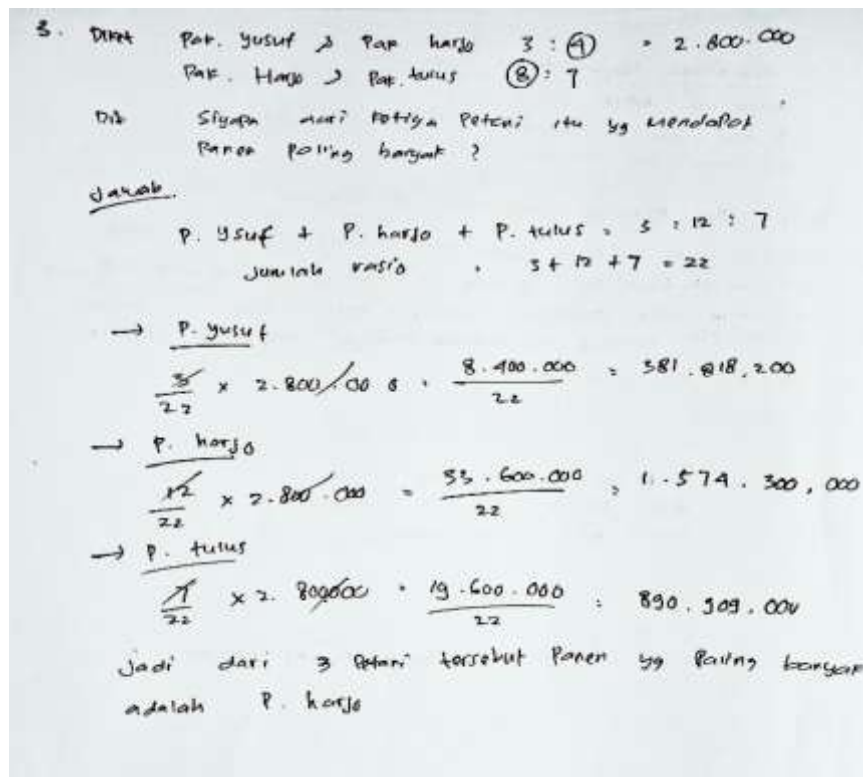 3. Diket Pak. Yusuf & Pak harjo 3 : 4 = 2.800.000
Pak. Harjo & Pak. tulus 8 : 7
Dit Siyapa dari ketiga Petani itu yg Mendapat
Panen Paling banyak ?
Jawab.
P. Yusuf + P. harjo + P. tulus = 3 : 12 : 7
Jumlah rasio = 3 + 12 + 7 = 22
→ P. yusuf
3/22 × 2.800.000 = 8.400.000/22 = 381.818.200
→ P. harjo
12/22 × 2.800.000 = 33.600.000/22 = 1.574.300,000
→ P. tulus
7/22 × 2.800000 = 19.600.000/22 = 890.909.000
Jadi dari 3 Petani tersebut Panen yg Paling banyak
adalah P. harjo